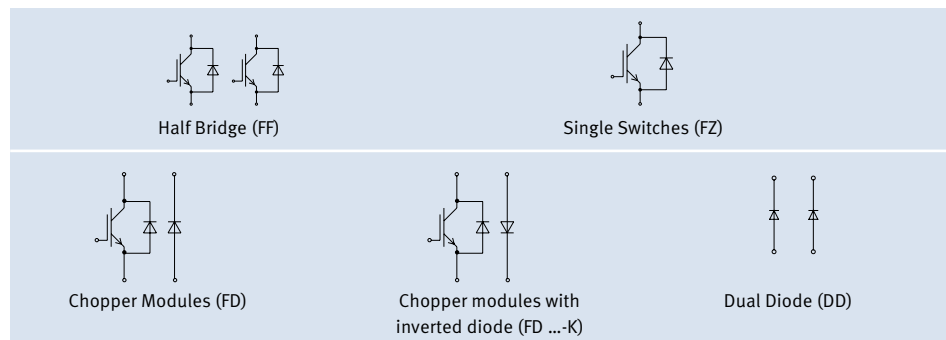 Half Bridge (FF)
Single Switches (FZ)
Chopper Modules (FD)
Chopper modules with
inverted diode (FD ...-K)
Dual Diode (DD)